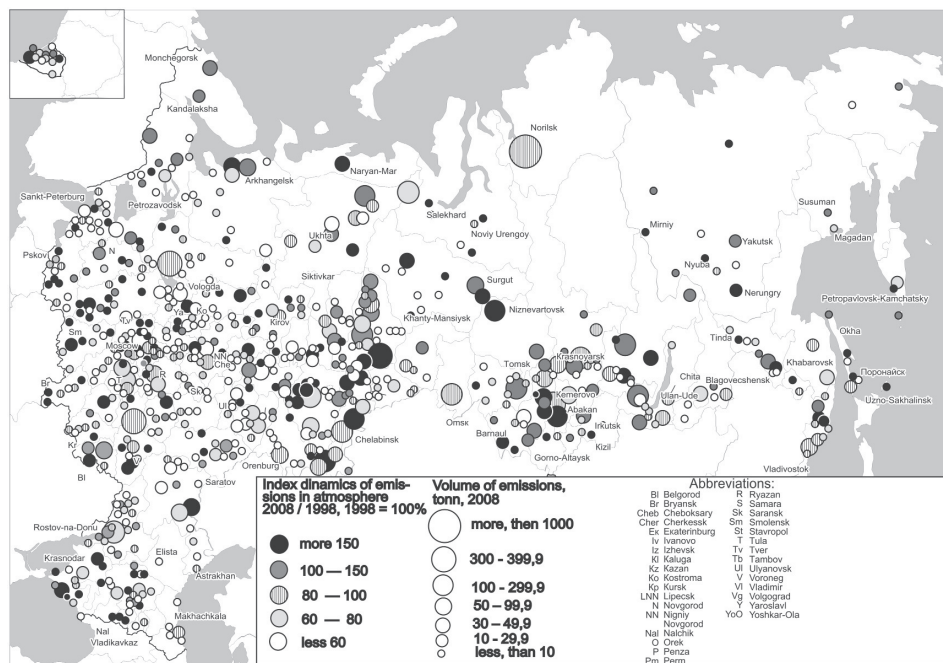 Monchegorsk
Kandalaksha
Norilsk
Naryan-Mar
Arkhangelsk
Sankt-Peterburg
Petrozavodsk
Salekhard
Susuman
Mirniy
Noviy Urengoy
Ukhta
Magadan
Yakutsk
N
Pskov
Nyuba
Siktivkar
Surgut
Vologda
Nerungry
Petropavlovsk-Kamchatsky
Niznevartovsk
Ya
Ko
Khanty-Mansiysk
Kirov
Tv
Okha
Sm
Tinda
Moscow
NN
Krasnoyarsk
Khabarovsk
Che
Tomsk
Поронайск
R
Chita
Blagovechensk
Br
Sk
Kemerovo
Ulan-Ude
Uzno-Sakhalinsk
Ul
Abakan
Omsк
Irkutsk
Barnaul
Kr
Chelabinsk
Kizil
V
Gorno-Altaysk
Orenburg
Vladivostok
Bl
Saratov
Rostov-na-Donu
Elista
Krasnodar
Astrakhan
Makhachkala
Nal
Vladikavkaz
Index dinamics of emis-
sions in atmosphere
2008 / 1998, 1998 = 100%
more 150
100 — 150
80 — 100
60 — 80
less 60
Volume of emissions,
tonn, 2008
more, then 1000
300 – 399,9
100 - 299,9
50 – 99,9
30 – 49,9
10 - 29,9
less, than 10
Abbreviations:
Bl Belgorod
Br Bryansk
Cheb Cheboksary
Cher Cherkessk
Ек Ekaterinburg
Iv Ivanovo
Iz Izhevsk
Kl Kaluga
Kz Kazan
Ko Kostroma
Kp Kursk
LNN Lipecsk
N Novgorod
NN Nigniy
Novgorod
Nal Nalchik
O Orek
P Penza
Pm Perm
R Ryazan
S Samara
Sk Saransk
Sm Smolensk
St Stavropol
T Tula
Tv Tver
Tb Tambov
Ul Ulyanovsk
V Voroneg
Vl Vladimir
Vg Volgograd
Y Yaroslavl
YoO Yoshkar-Ola